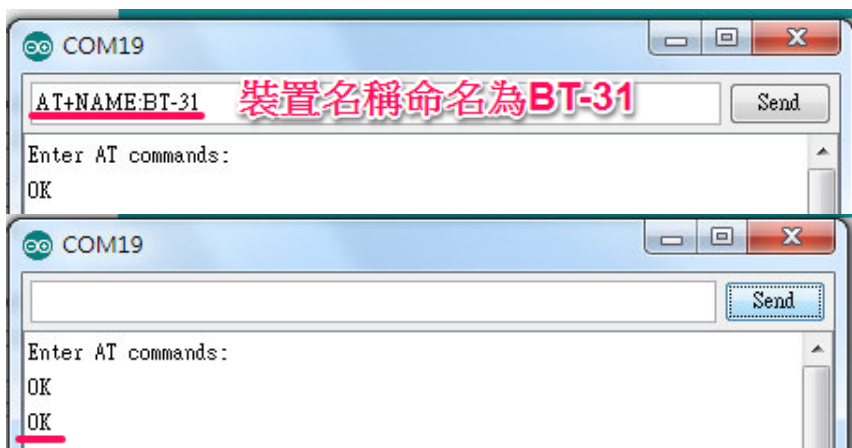 COM19
AT+NAME:BT-31 裝置名稱命名為BT-31 Send
Enter AT commands:
OK
COM19
Send
Enter AT commands:
OK
OK